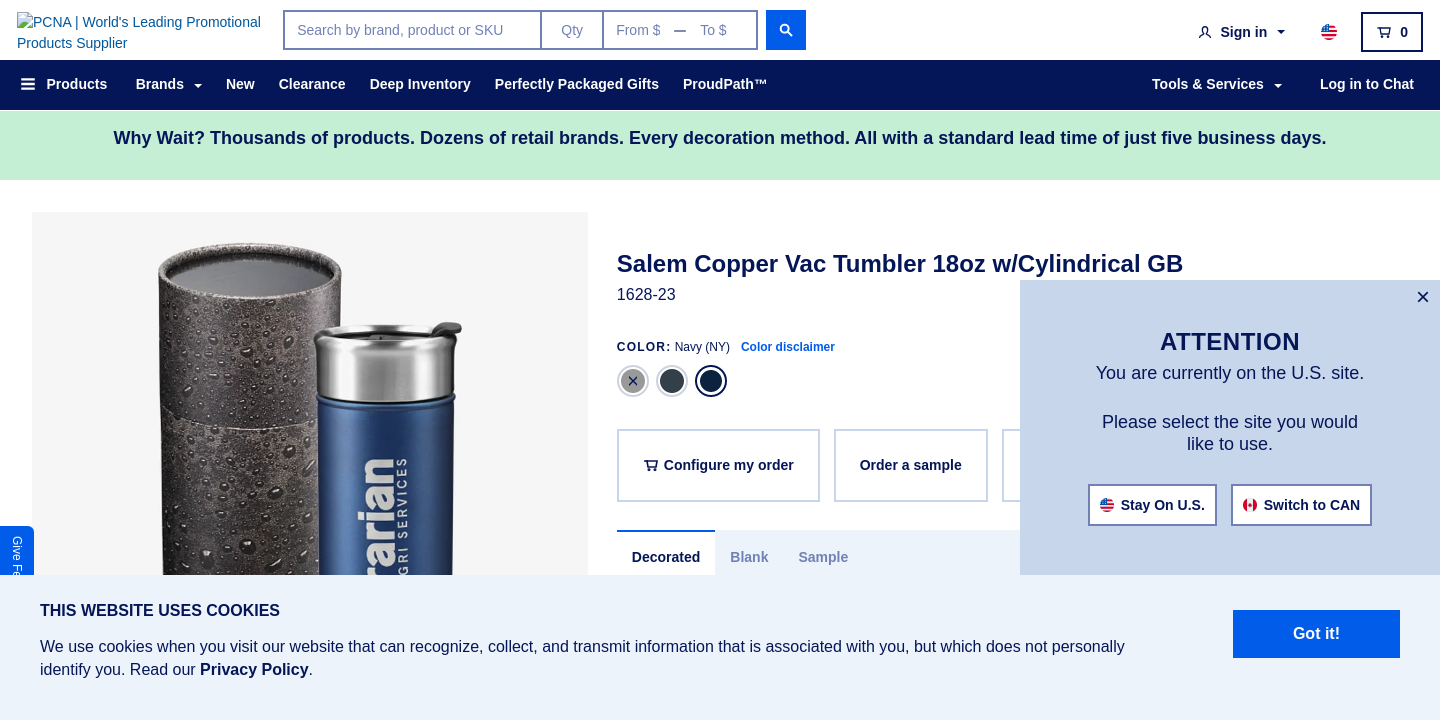 PCNA | World's Leading Promotional
Products Supplier
Search by brand, product or SKU
Qty
From $ — To $
Sign in
0
Products
Brands
New
Clearance
Deep Inventory
Perfectly Packaged Gifts
ProudPath™
Tools & Services
Log in to Chat
Why Wait? Thousands of products. Dozens of retail brands. Every decoration method. All with a standard lead time of just five business days.
Salem Copper Vac Tumbler 18oz w/Cylindrical GB
1628-23
COLOR: Navy (NY) Color disclaimer
Configure my order
Order a sample
Decorated
Blank
Sample
ATTENTION
You are currently on the U.S. site.
Please select the site you would
like to use.
Stay On U.S.
Switch to CAN
rarian
GRI SERVICES
Give Fe
THIS WEBSITE USES COOKIES
We use cookies when you visit our website that can recognize, collect, and transmit information that is associated with you, but which does not personally
identify you. Read our Privacy Policy.
Got it!